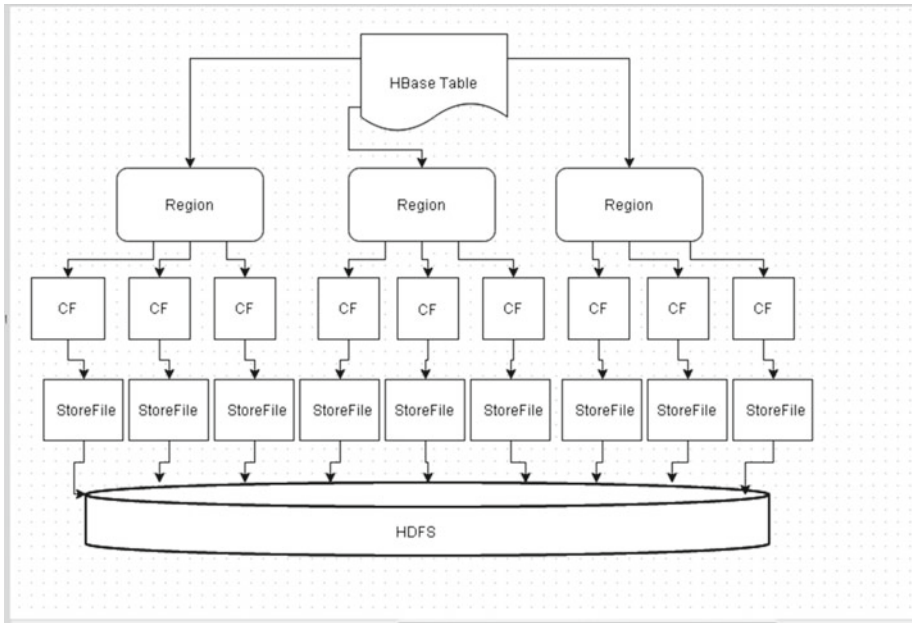 HBase Table
Region Region Region
CF CF CF CF CF CF CF CF CF
StoreFile StoreFile StoreFile StoreFile StoreFile StoreFile StoreFile StoreFile StoreFile
HDFS